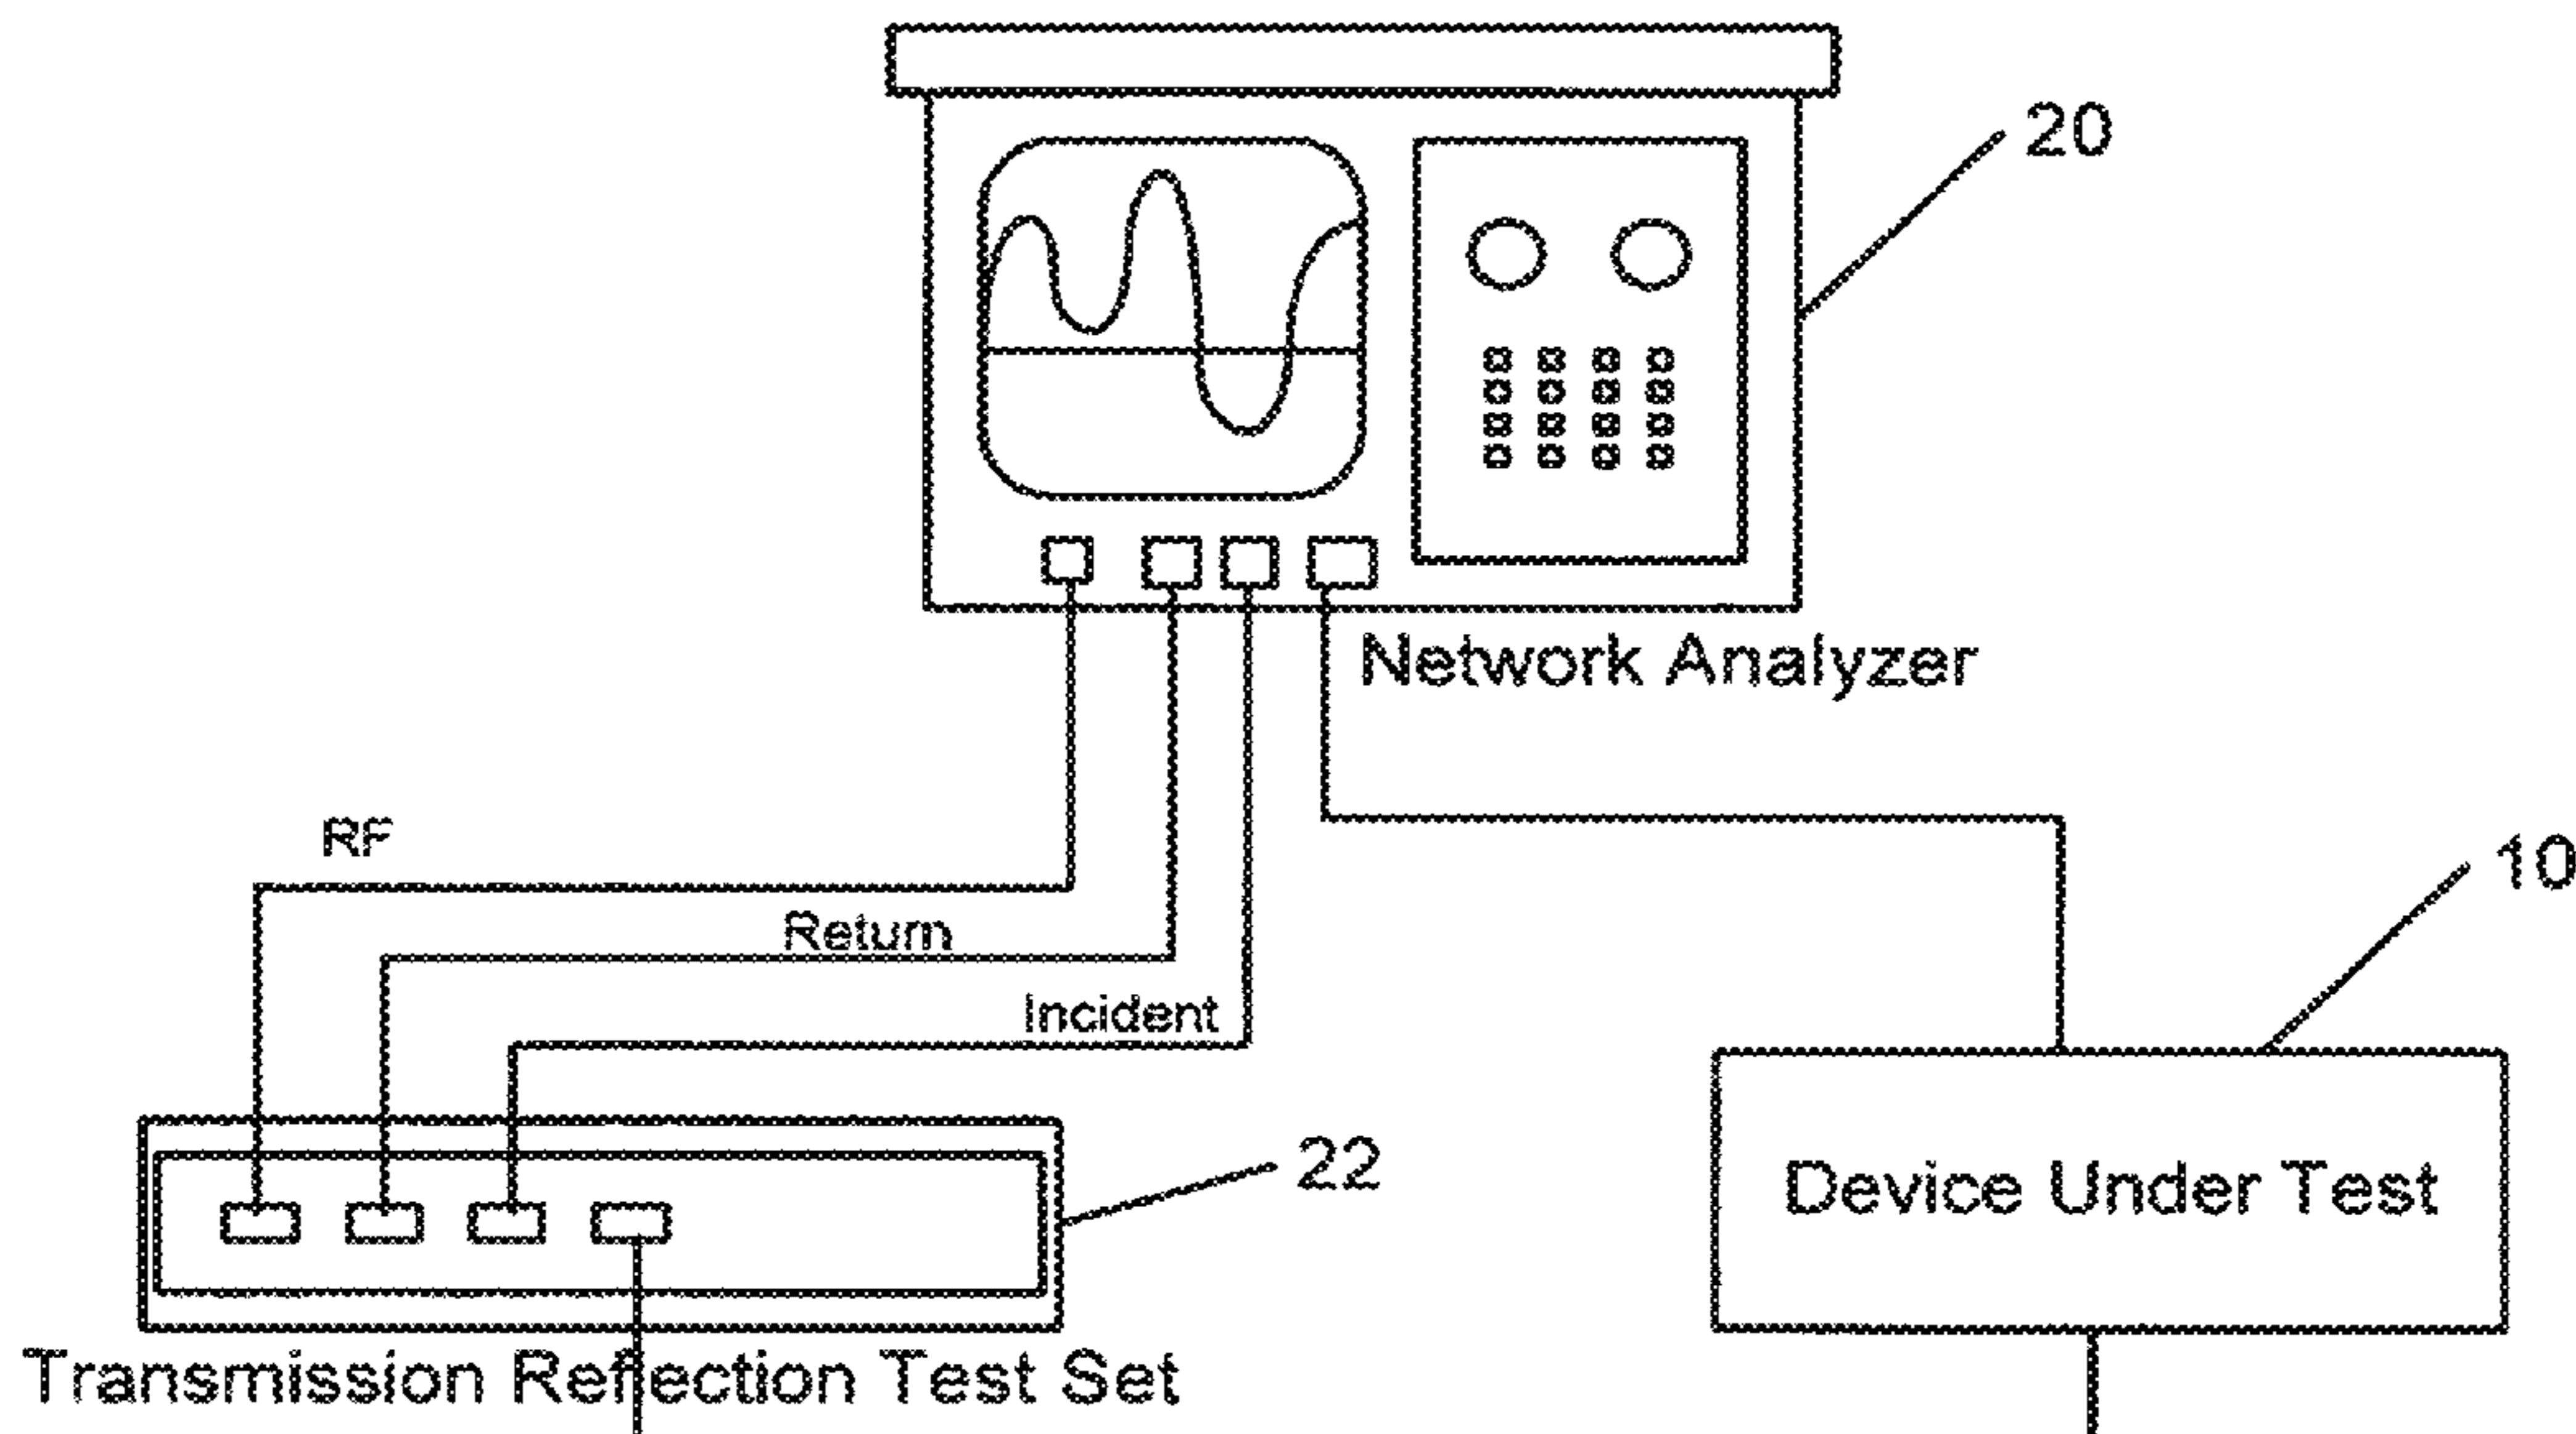 20
Network Analyzer
RF
10
Return
Incident
22
Device Under Test
Transmission Reflection Test Set